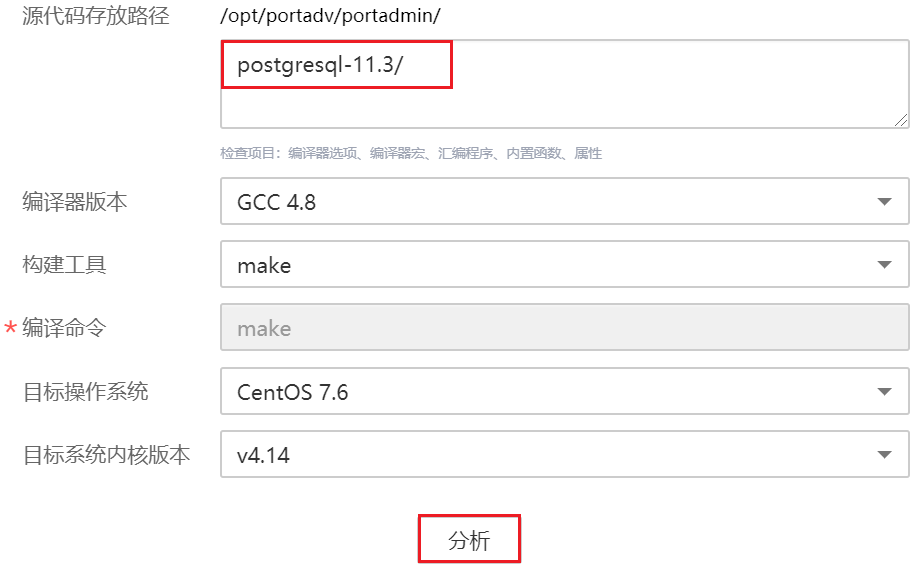 源代码存放路径 /opt/portadv/portadmin/
postgresql-11.3/
检查项目：编译器选项、编译器宏、汇编程序、内置函数、属性
编译器版本 GCC 4.8
构建工具 make
*编译命令 make
目标操作系统 CentOS 7.6
目标系统内核版本 v4.14
分析